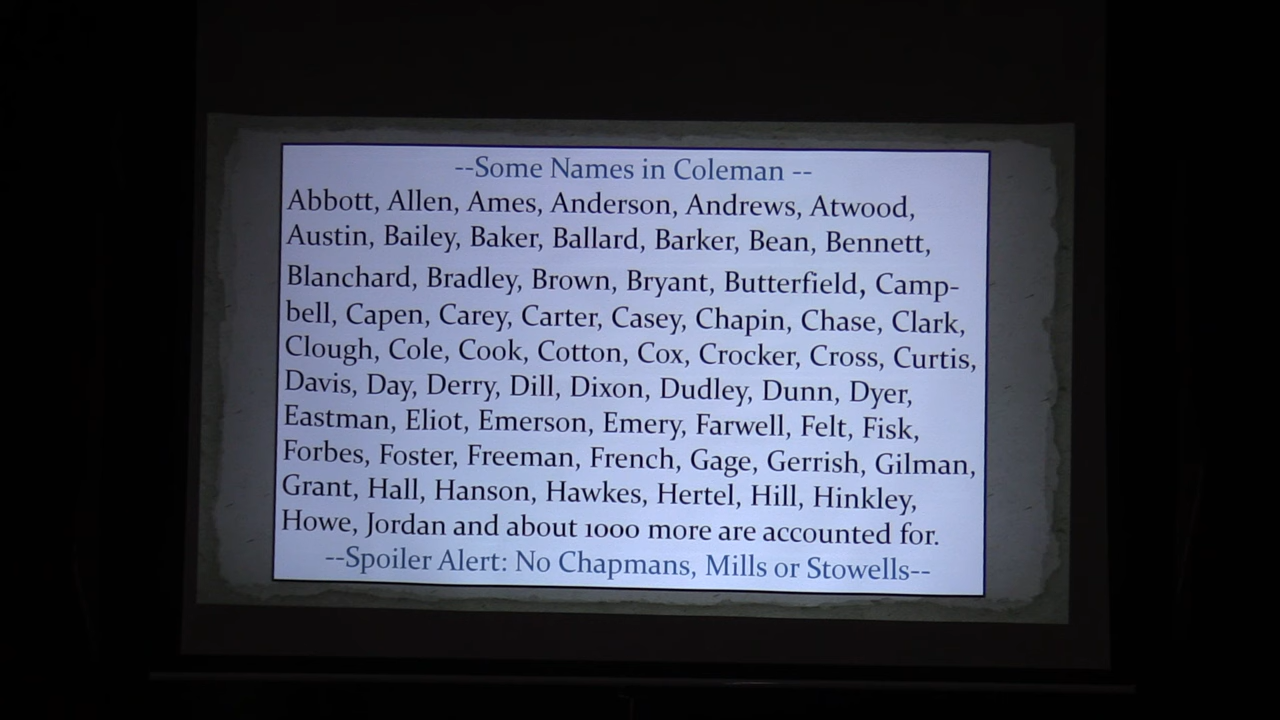 --Some Names in Coleman --
Abbott, Allen, Ames, Anderson, Andrews, Atwood,
Austin, Bailey, Baker, Ballard, Barker, Bean, Bennett,
Blanchard, Bradley, Brown, Bryant, Butterfield, Camp-
bell, Capen, Carey, Carter, Casey, Chapin, Chase, Clark,
Clough, Cole, Cook, Cotton, Cox, Crocker, Cross, Curtis,
Davis, Day, Derry, Dill, Dixon, Dudley, Dunn, Dyer,
Eastman, Eliot, Emerson, Emery, Farwell, Felt, Fisk,
Forbes, Foster, Freeman, French, Gage, Gerrish, Gilman,
Grant, Hall, Hanson, Hawkes, Hertel, Hill, Hinkley,
Howe, Jordan and about 1000 more are accounted for.
--Spoiler Alert: No Chapmans, Mills or Stowells--